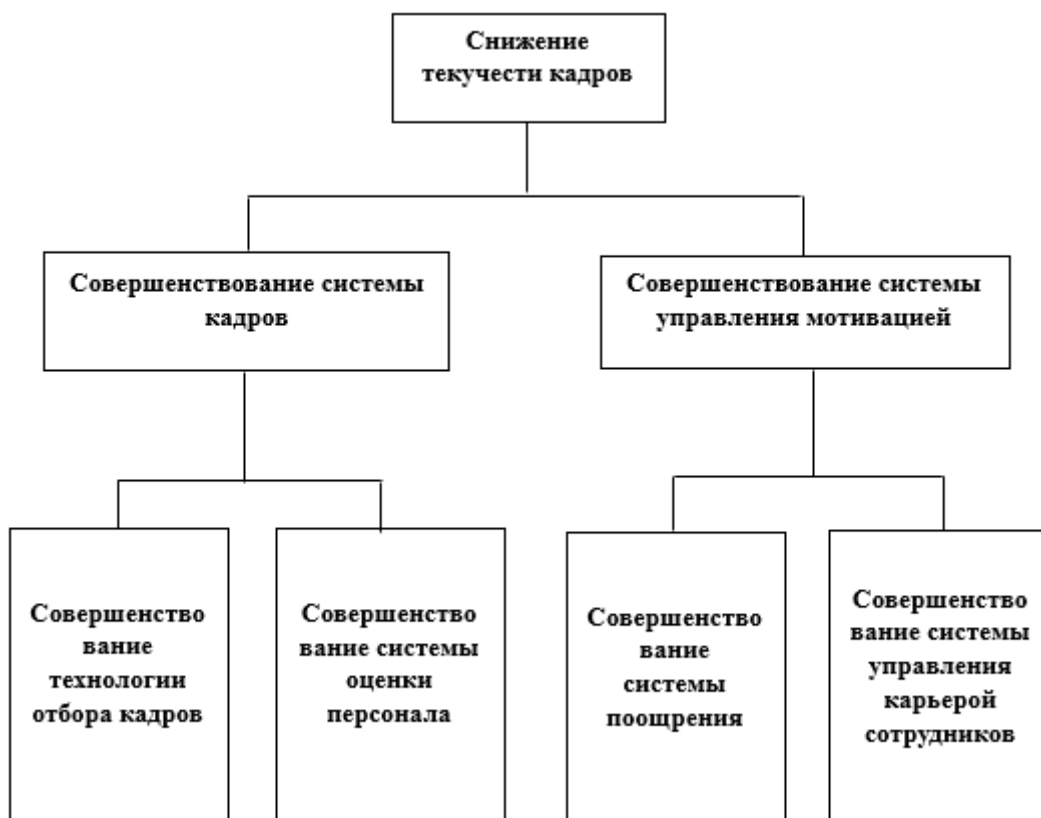 Снижение
текучести кадров
Совершенствование системы
кадров
Совершенствование системы
управления мотивацией
Совершенство
вание
технологии
отбора кадров
Совершенство
вание системы
оценки
персонала
Совершенство
вание
системы
поощрения
Совершенство
вание системы
управления
карьерой
сотрудников